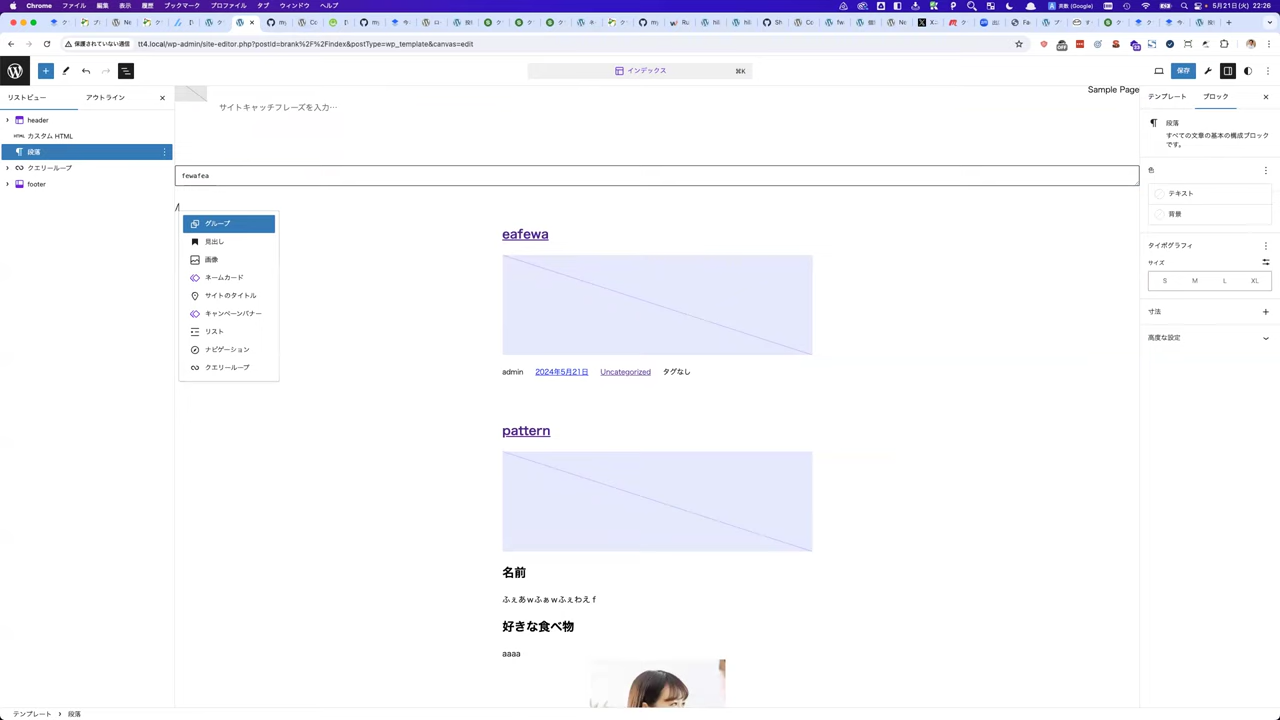 Chrome ファイル 編集 表示 履歴 ブックマーク プロファイル タブ ウィンドウ ヘルプ
英数 (Google)
5月21日(火) 22:26
保護されていない通信
tt4.local/wp-admin/site-editor.php?postId=brank%2F%2Findex&postType=wp_template&canvas=edit
インデックス
⌘K
保存
リストビュー
アウトライン
header
HTML カスタム HTML
段落
クエリーループ
footer
サイトキャッチフレーズを入力…
Sample Page
fewafea
/
グループ
見出し
画像
ネームカード
サイトのタイトル
キャンペーンバナー
リスト
ナビゲーション
クエリーループ
eafewa
admin 2024年5月21日 Uncategorized タグなし
pattern
名前
ふぇあwふぁwふぇわえf
好きな食べ物
aaaa
テンプレート
ブロック
段落
すべての文章の基本の構成ブロックです。
色
テキスト
背景
タイポグラフィ
サイズ
S M L XL
寸法
高度な設定
テンプレート > 段落